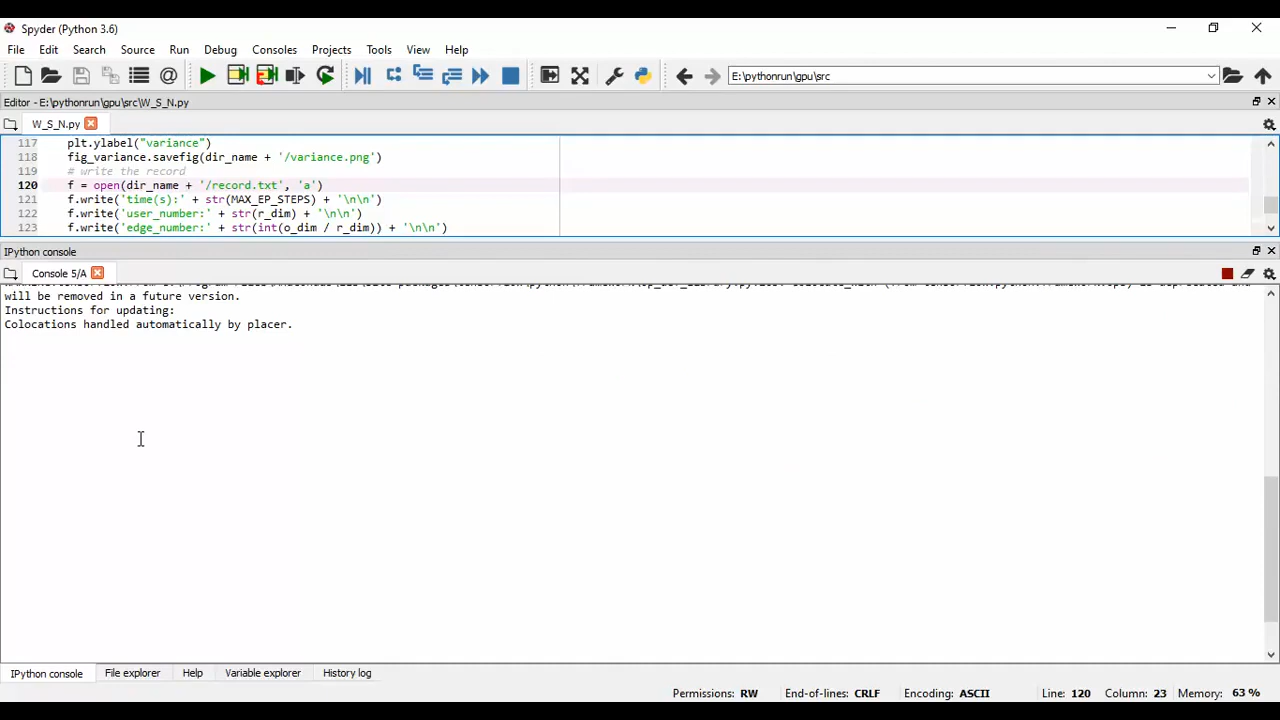 Spyder (Python 3.6)
File Edit Search Source Run Debug Consoles Projects Tools View Help
E:\pythonrun\gpu\src
Editor - E:\pythonrun\gpu\src\W_S_N.py
W_S_N.py
117 plt.ylabel("variance")
118 fig_variance.savefig(dir_name + '/variance.png')
119 # write the record
120 f = open(dir_name + '/record.txt', 'a')
121 f.write('time(s):' + str(MAX_EP_STEPS) + '\n\n')
122 f.write('user_number:' + str(r_dim) + '\n\n')
123 f.write('edge_number:' + str(int(o_dim / r_dim)) + '\n\n')
IPython console
Console 5/A
will be removed in a future version.
Instructions for updating:
Colocations handled automatically by placer.
IPython console File explorer Help Variable explorer History log
Permissions: RW End-of-lines: CRLF Encoding: ASCII Line: 120 Column: 23 Memory: 63 %